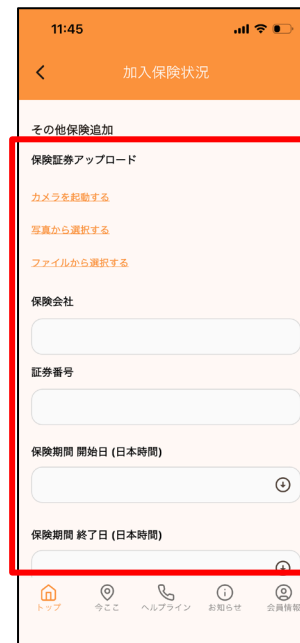 11:45
加入保険状況
その他保険追加
保険証券アップロード
カメラを起動する
写真から選択する
ファイルから選択する
保険会社
証券番号
保険期間 開始日 (日本時間)
保険期間 終了日 (日本時間)
トップ 今ここ ヘルプライン お知らせ 会員情報